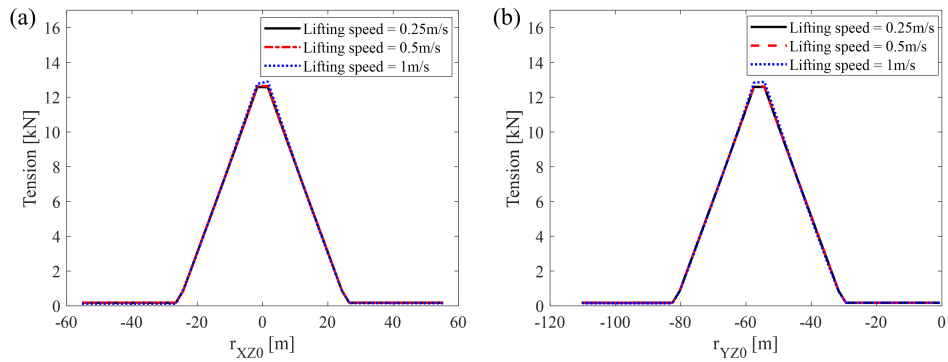 (a)
16
14
12
10
8
6
4
2
0
Tension [kN]
Lifting speed = 0.25m/s
Lifting speed = 0.5m/s
Lifting speed = 1m/s
-60 -40 -20 0 20 40 60
r_XZ0 [m]
(b)
16
14
12
10
8
6
4
2
0
Tension [kN]
Lifting speed = 0.25m/s
Lifting speed = 0.5m/s
Lifting speed = 1m/s
-120 -100 -80 -60 -40 -20 0
r_YZ0 [m]